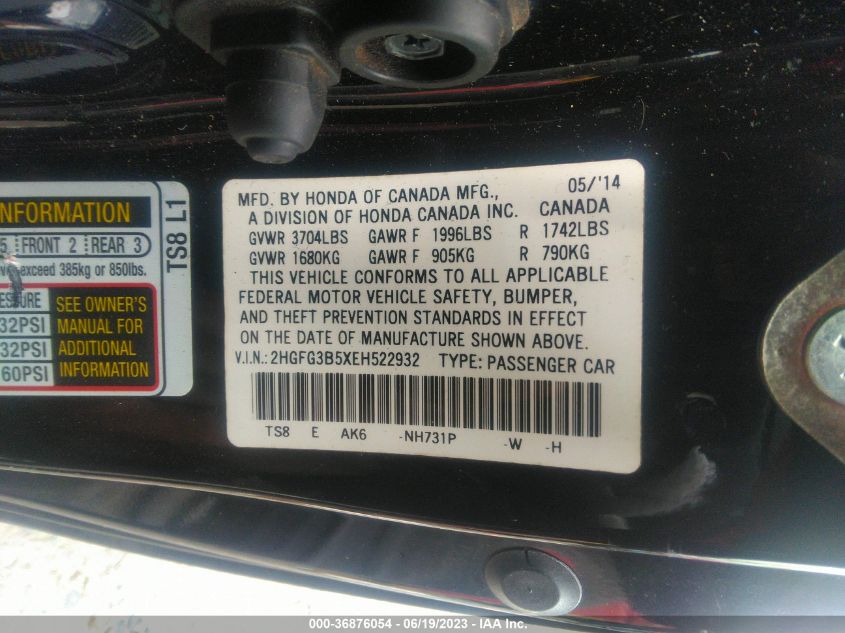 INFORMATION
5 FRONT 2 REAR 3
exceed 385kg or 850lbs.
SEE OWNER'S
MANUAL FOR
ADDITIONAL
INFORMATION
32PSI
32PSI
60PSI
TS8 L1
MFD. BY HONDA OF CANADA MFG., 05/'14
A DIVISION OF HONDA CANADA INC. CANADA
GVWR 3704LBS GAWR F 1996LBS R 1742LBS
GVWR 1680KG GAWR F 905KG R 790KG
THIS VEHICLE CONFORMS TO ALL APPLICABLE
FEDERAL MOTOR VEHICLE SAFETY, BUMPER,
AND THEFT PREVENTION STANDARDS IN EFFECT
ON THE DATE OF MANUFACTURE SHOWN ABOVE.
V.I.N.: 2HGFG3B5XEH522932 TYPE: PASSENGER CAR
TS8 E AK6 -NH731P -W -H
000-36876054 - 06/19/2023 - IAA Inc.